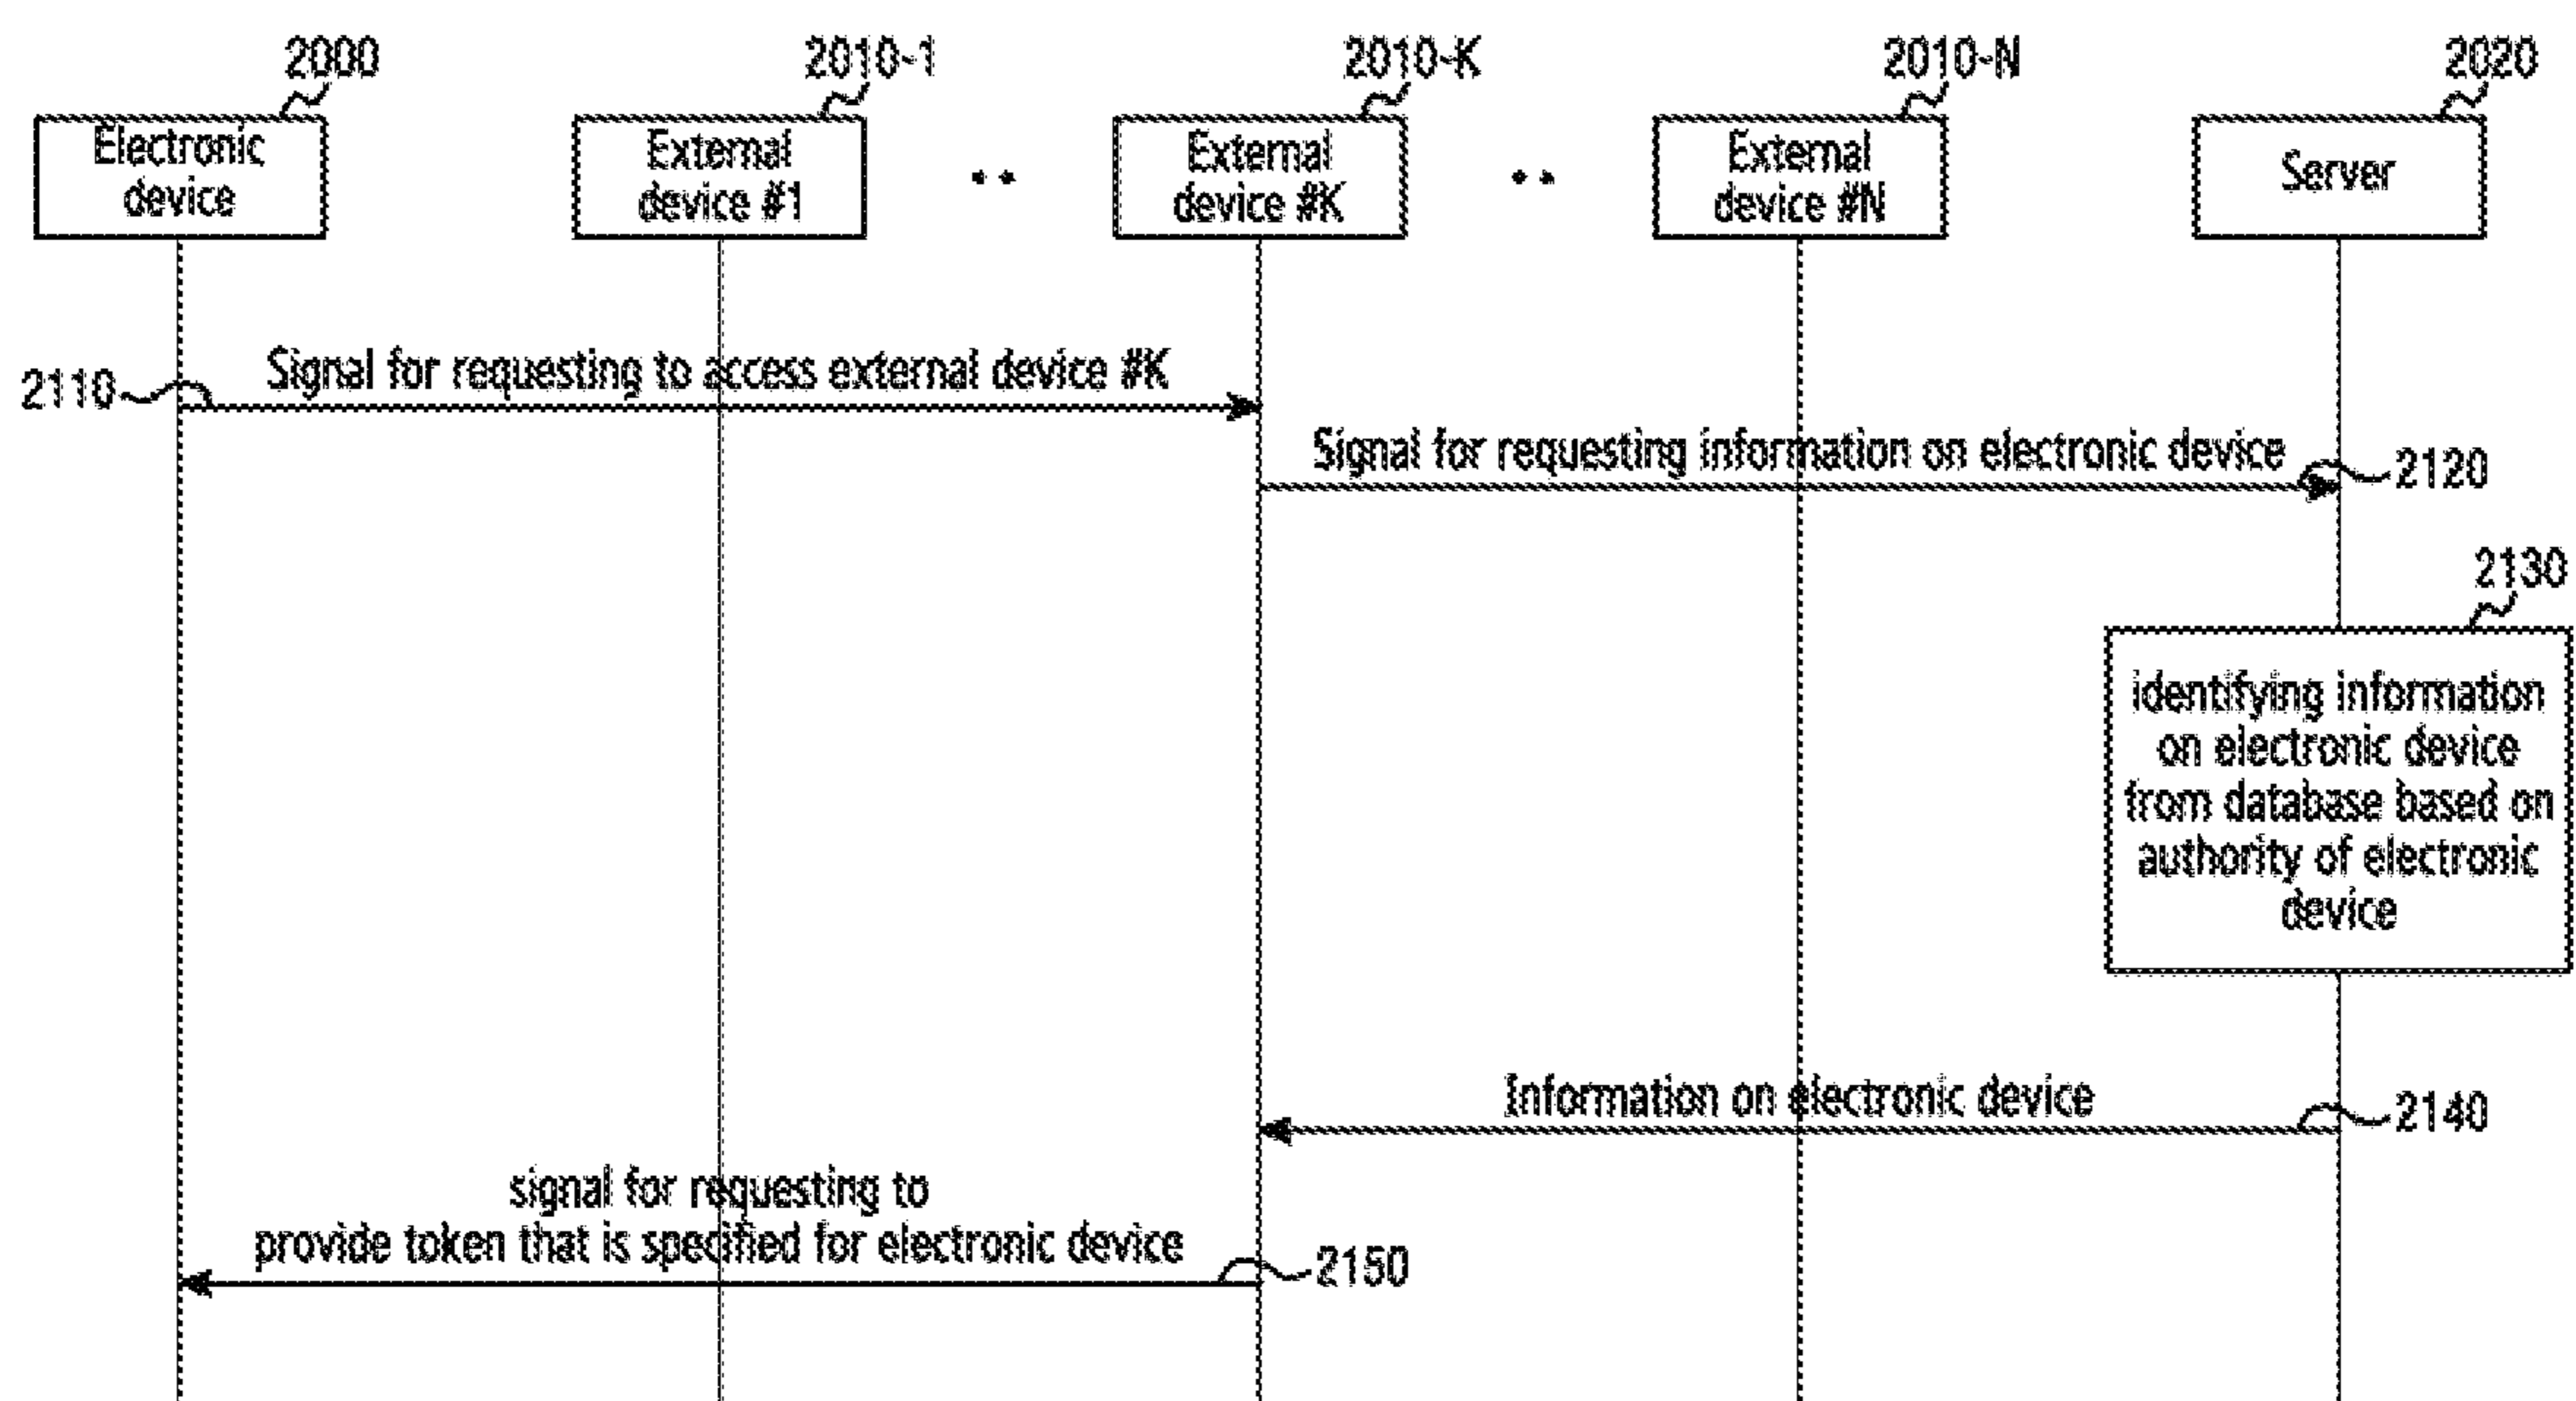 2000
2010-1
2010-K
2010-N
2020
Electronic
device
External
device #1
..
External
device #K
..
External
device #N
Server
Signal for requesting to access external device #K
2110
Signal for requesting information on electronic device
2120
2130
identifying information
on electronic device
from database based on
authority of electronic
device
Information on electronic device
2140
signal for requesting to
provide token that is specified for electronic device
2150